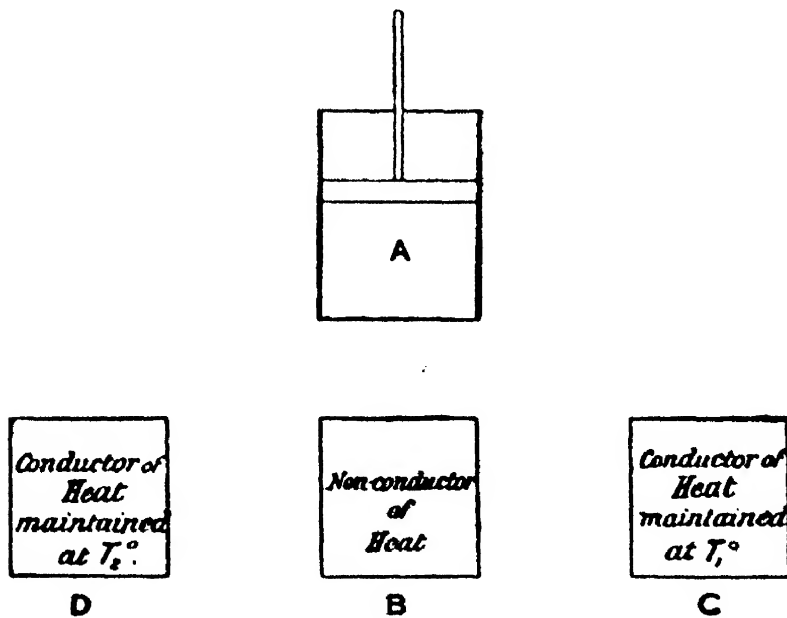 A
Conductor of
Heat
maintained
at T₂°.
D
Non-conductor
of
Heat
B
Conductor of
Heat
maintained
at T₁°
C